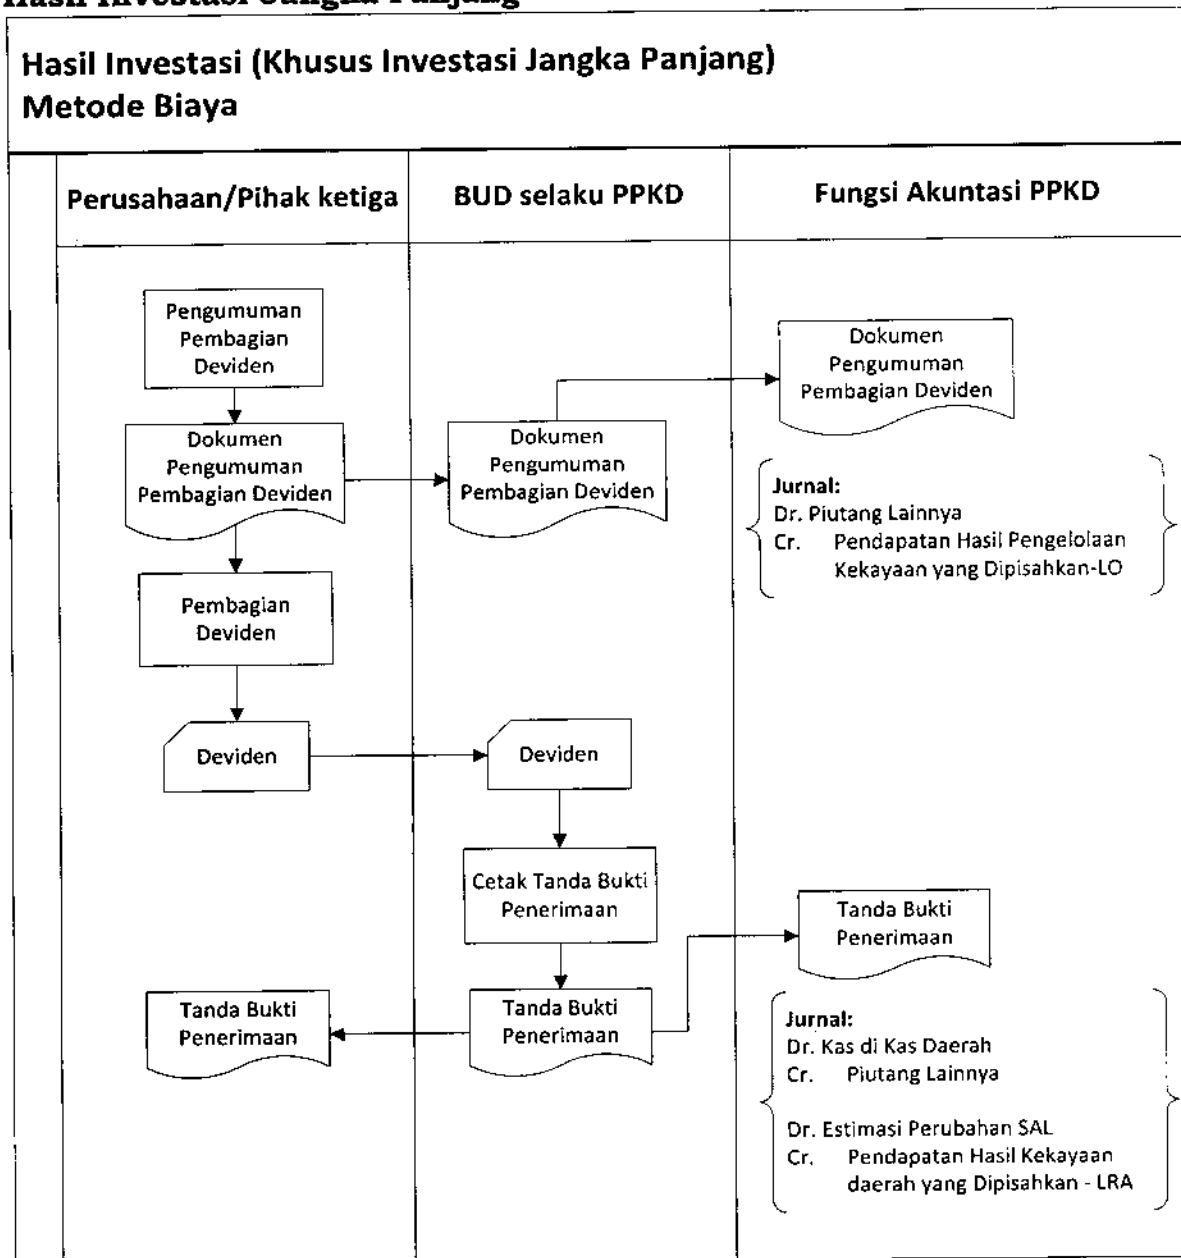 Hasil Investasi Jangka Panjang
Hasil Investasi (Khusus Investasi Jangka Panjang)
Metode Biaya
Perusahaan/Pihak ketiga
BUD selaku PPKD
Fungsi Akuntasi PPKD
Pengumuman
Pembagian
Deviden
Dokumen
Pengumuman
Pembagian Deviden
Dokumen
Pengumuman
Pembagian Deviden
Dokumen
Pengumuman
Pembagian Deviden
Jurnal:
Dr. Piutang Lainnya
Cr. Pendapatan Hasil Pengelolaan
Kekayaan yang Dipisahkan-LO
Pembagian
Deviden
Deviden
Deviden
Cetak Tanda Bukti
Penerimaan
Tanda Bukti
Penerimaan
Tanda Bukti
Penerimaan
Tanda Bukti
Penerimaan
Jurnal:
Dr. Kas di Kas Daerah
Cr. Piutang Lainnya
Dr. Estimasi Perubahan SAL
Cr. Pendapatan Hasil Kekayaan
daerah yang Dipisahkan - LRA